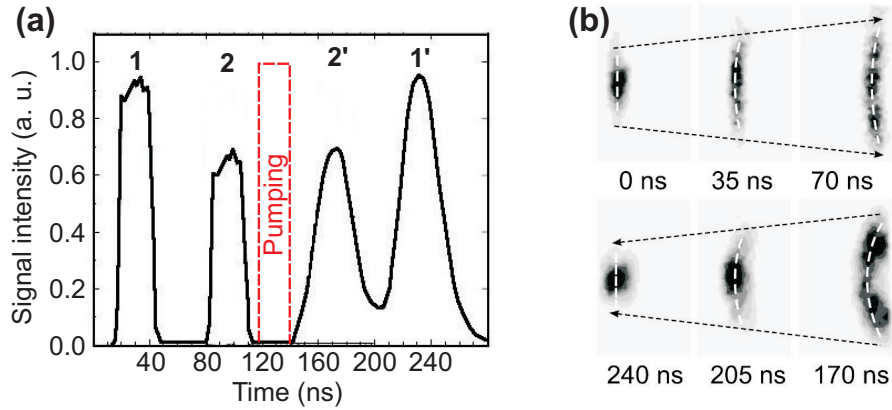 (a)
Signal intensity (a. u.)
1.0
0.8
0.6
0.4
0.2
0.0
1
2
2'
1'
Pumping
40
80
120
160
200
240
Time (ns)
(b)
0 ns
35 ns
70 ns
240 ns
205 ns
170 ns